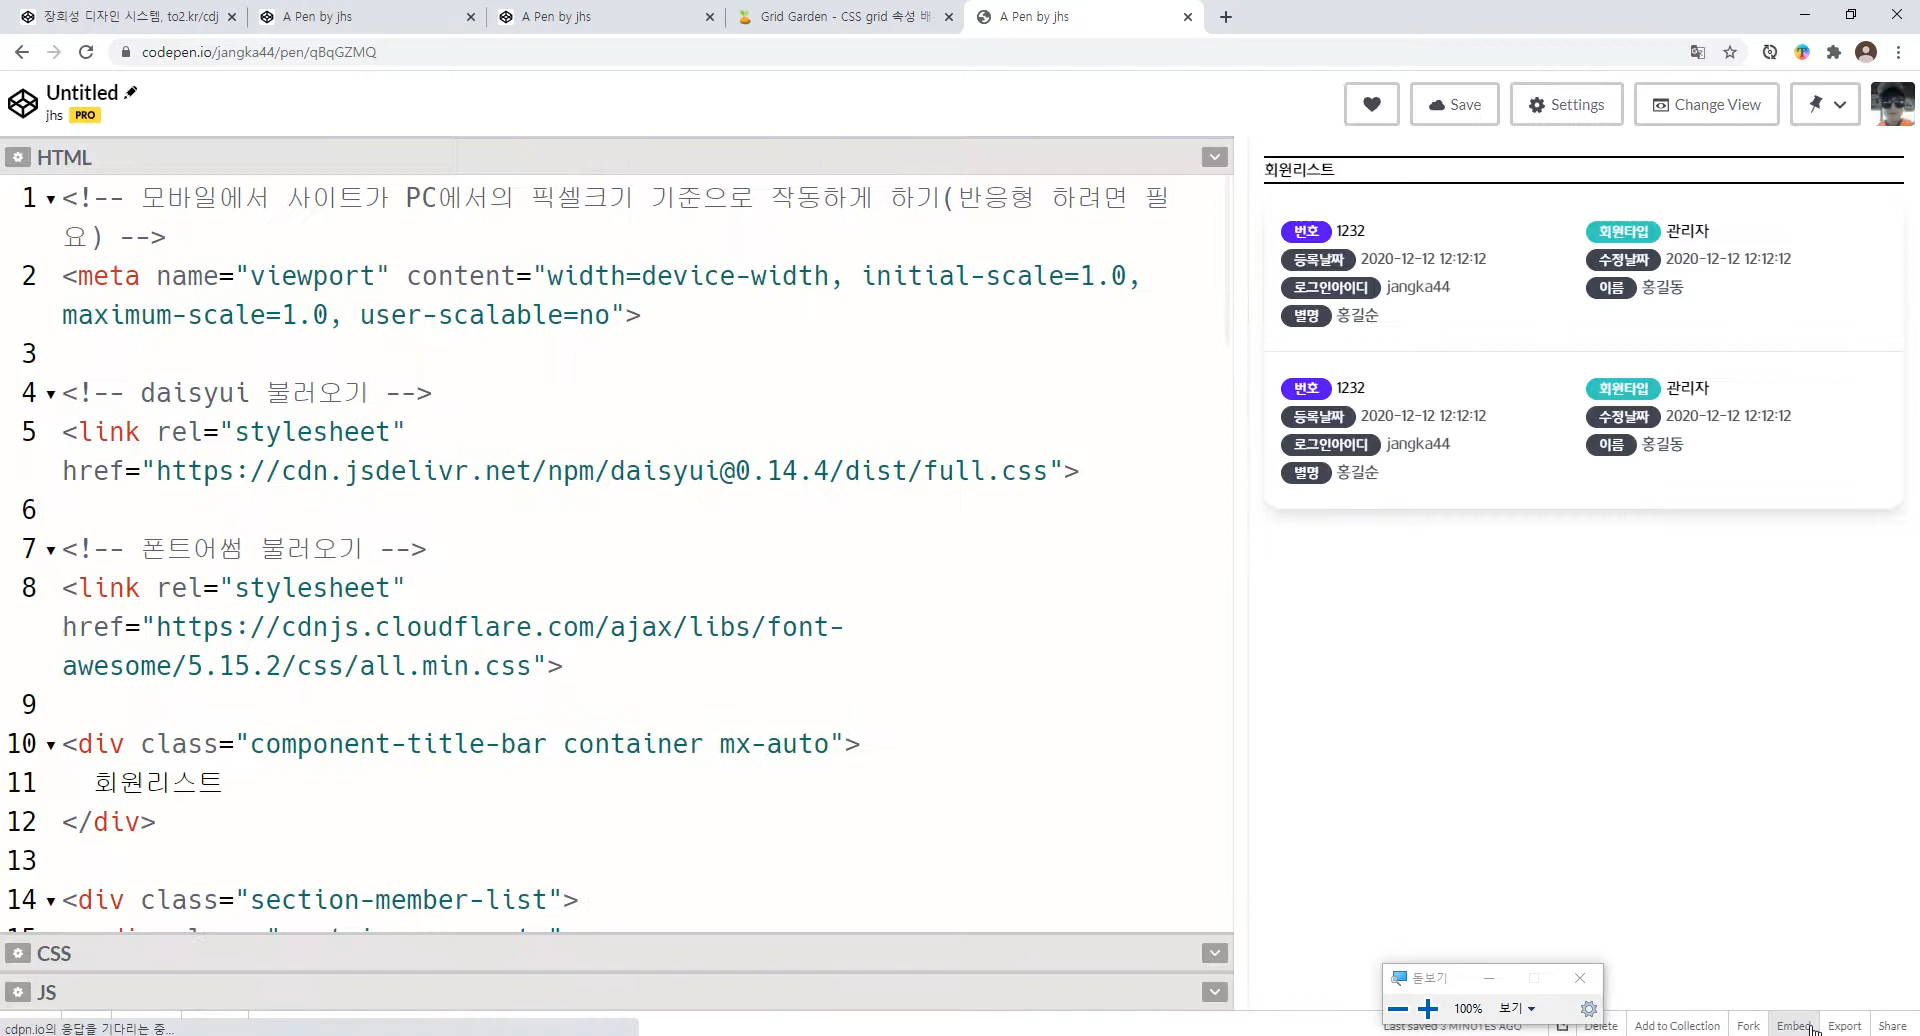 장희성 디자인 시스템, to2.kr/cdj
A Pen by jhs
A Pen by jhs
Grid Garden - CSS grid 속성 배
A Pen by jhs
codepen.io/jangka44/pen/qBqGZMQ
Untitled
jhs PRO
Save
Settings
Change View
HTML
1 <!-- 모바일에서 사이트가 PC에서의 픽셀크기 기준으로 작동하게 하기(반응형 하려면 필
요) -->
2 <meta name="viewport" content="width=device-width, initial-scale=1.0,
maximum-scale=1.0, user-scalable=no">
3
4 <!-- daisyui 불러오기 -->
5 <link rel="stylesheet"
href="https://cdn.jsdelivr.net/npm/daisyui@0.14.4/dist/full.css">
6
7 <!-- 폰트어썸 불러오기 -->
8 <link rel="stylesheet"
href="https://cdnjs.cloudflare.com/ajax/libs/font-
awesome/5.15.2/css/all.min.css">
9
10 <div class="component-title-bar container mx-auto">
11 회원리스트
12 </div>
13
14 <div class="section-member-list">
CSS
JS
회원리스트
번호 1232 회원타입 관리자
등록날짜 2020-12-12 12:12:12 수정날짜 2020-12-12 12:12:12
로그인아이디 jangka44 이름 홍길동
별명 홍길순
번호 1232 회원타입 관리자
등록날짜 2020-12-12 12:12:12 수정날짜 2020-12-12 12:12:12
로그인아이디 jangka44 이름 홍길동
별명 홍길순
돋보기
100% 보기
cdpn.io의 응답을 기다리는 중...
Last saved 3 MINUTES AGO Delete Add to Collection Fork Embed Export Share